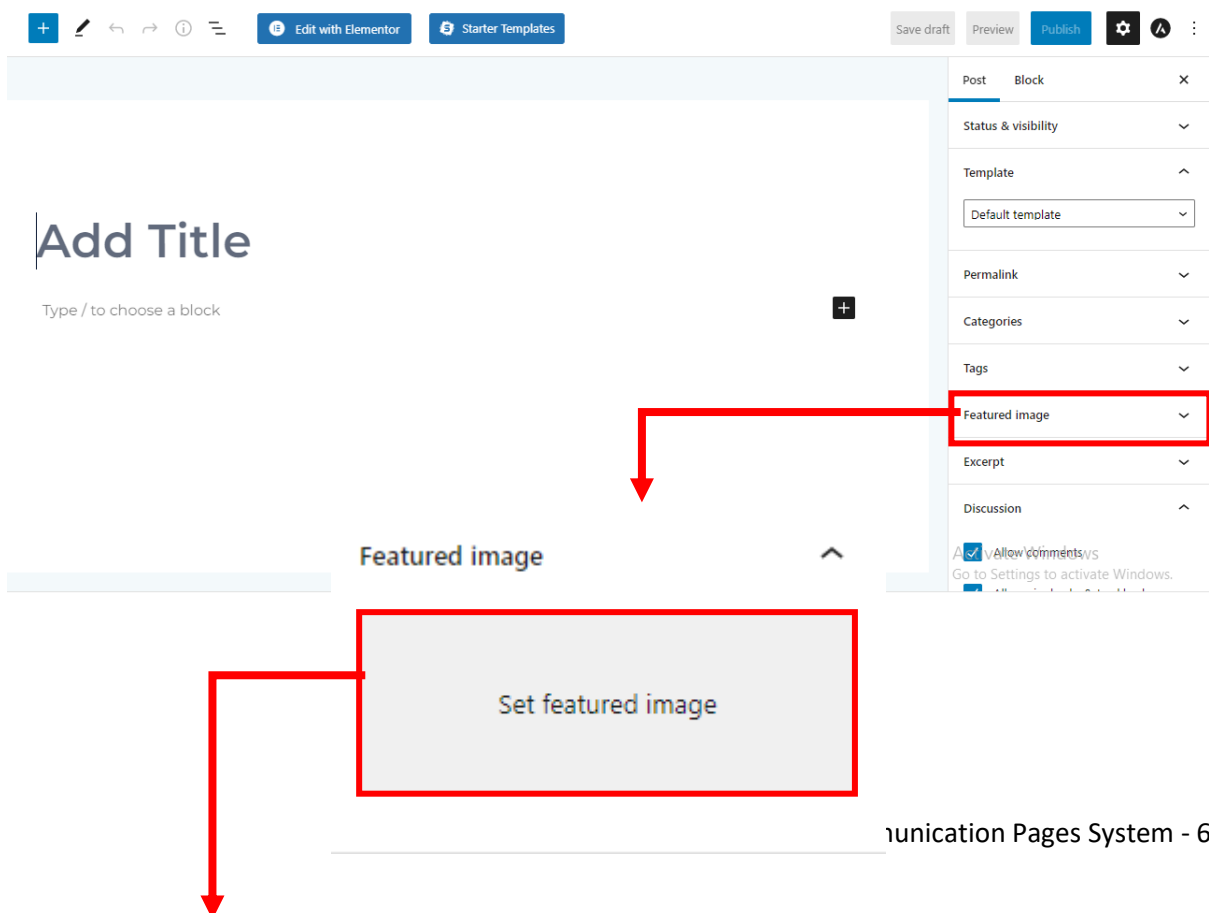 Edit with Elementor
Starter Templates
Save draft
Preview
Publish
Post
Block
Status & visibility
Template
Default template
Add Title
Permalink
Type / to choose a block
Categories
Tags
Featured image
Excerpt
Discussion
Allow comments
Activate Windows
Go to Settings to activate Windows.
Featured image
Set featured image
Pages System - 6